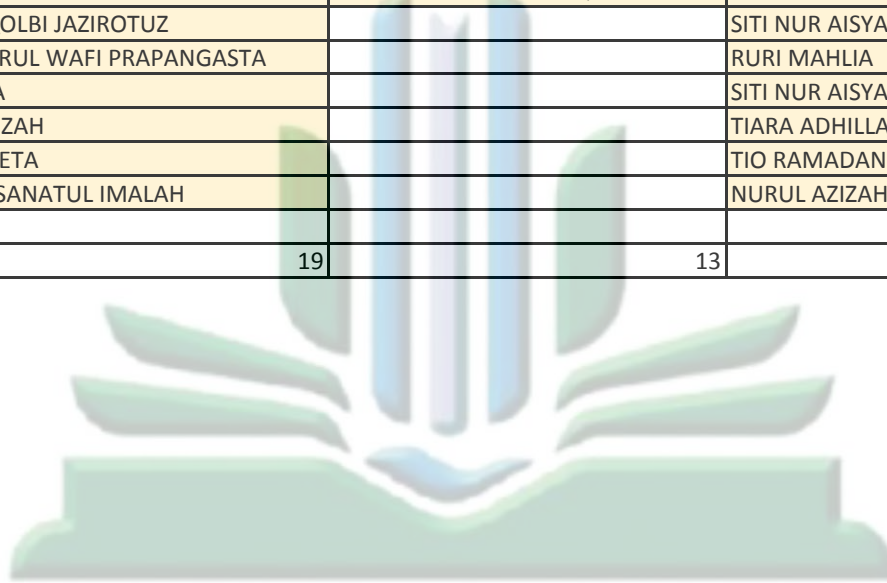 OLBI JAZIROTUZ SITI NUR AISYA
RUL WAFI PRAPANGASTA RURI MAHLIA
A SITI NUR AISYA
ZAH TIARA ADHILLA
ETA TIO RAMADAN
SANATUL IMALAH NURUL AZIZAH
19 13